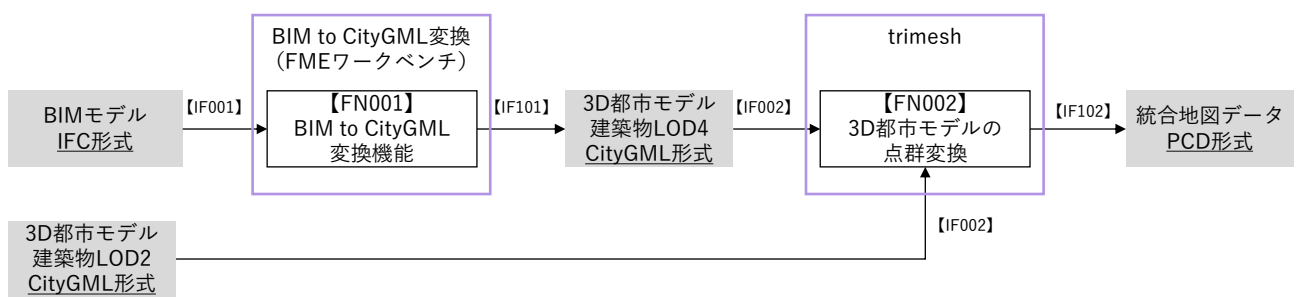 BIM to CityGML変換
（FMEワークベンチ）
trimesh
BIMモデル
IFC形式
【IF001】
【FN001】
BIM to CityGML
変換機能
【IF101】
3D都市モデル
建築物LOD4
CityGML形式
【IF002】
【FN002】
3D都市モデルの
点群変換
【IF102】
統合地図データ
PCD形式
3D都市モデル
建築物LOD2
CityGML形式
【IF002】